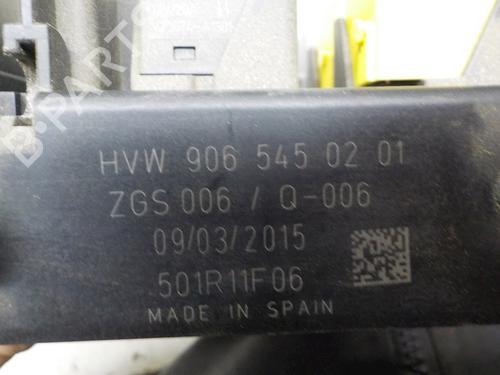 HVW 906 545 02 01
ZGS 006 / Q-006
09/03/2015
501R11F06
MADE IN SPAIN